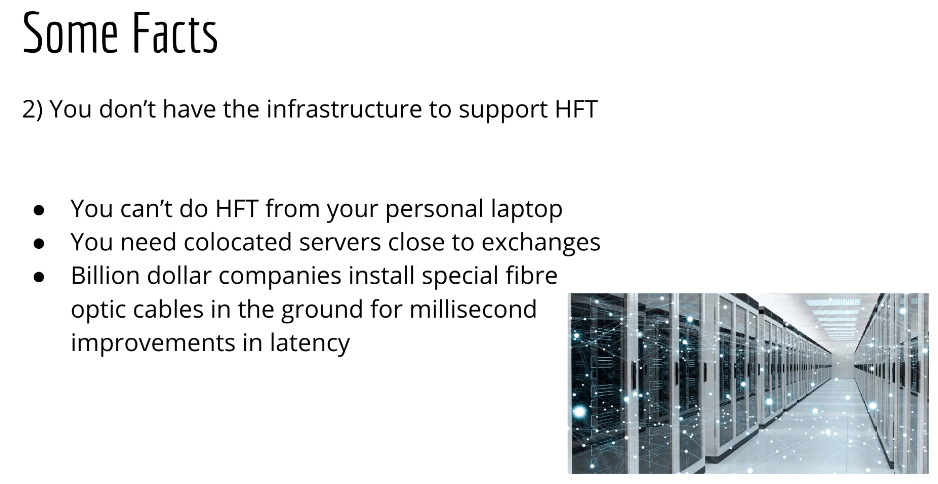 Some Facts
2) You don’t have the infrastructure to support HFT
● You can’t do HFT from your personal laptop
● You need colocated servers close to exchanges
● Billion dollar companies install special fibre
optic cables in the ground for millisecond
improvements in latency